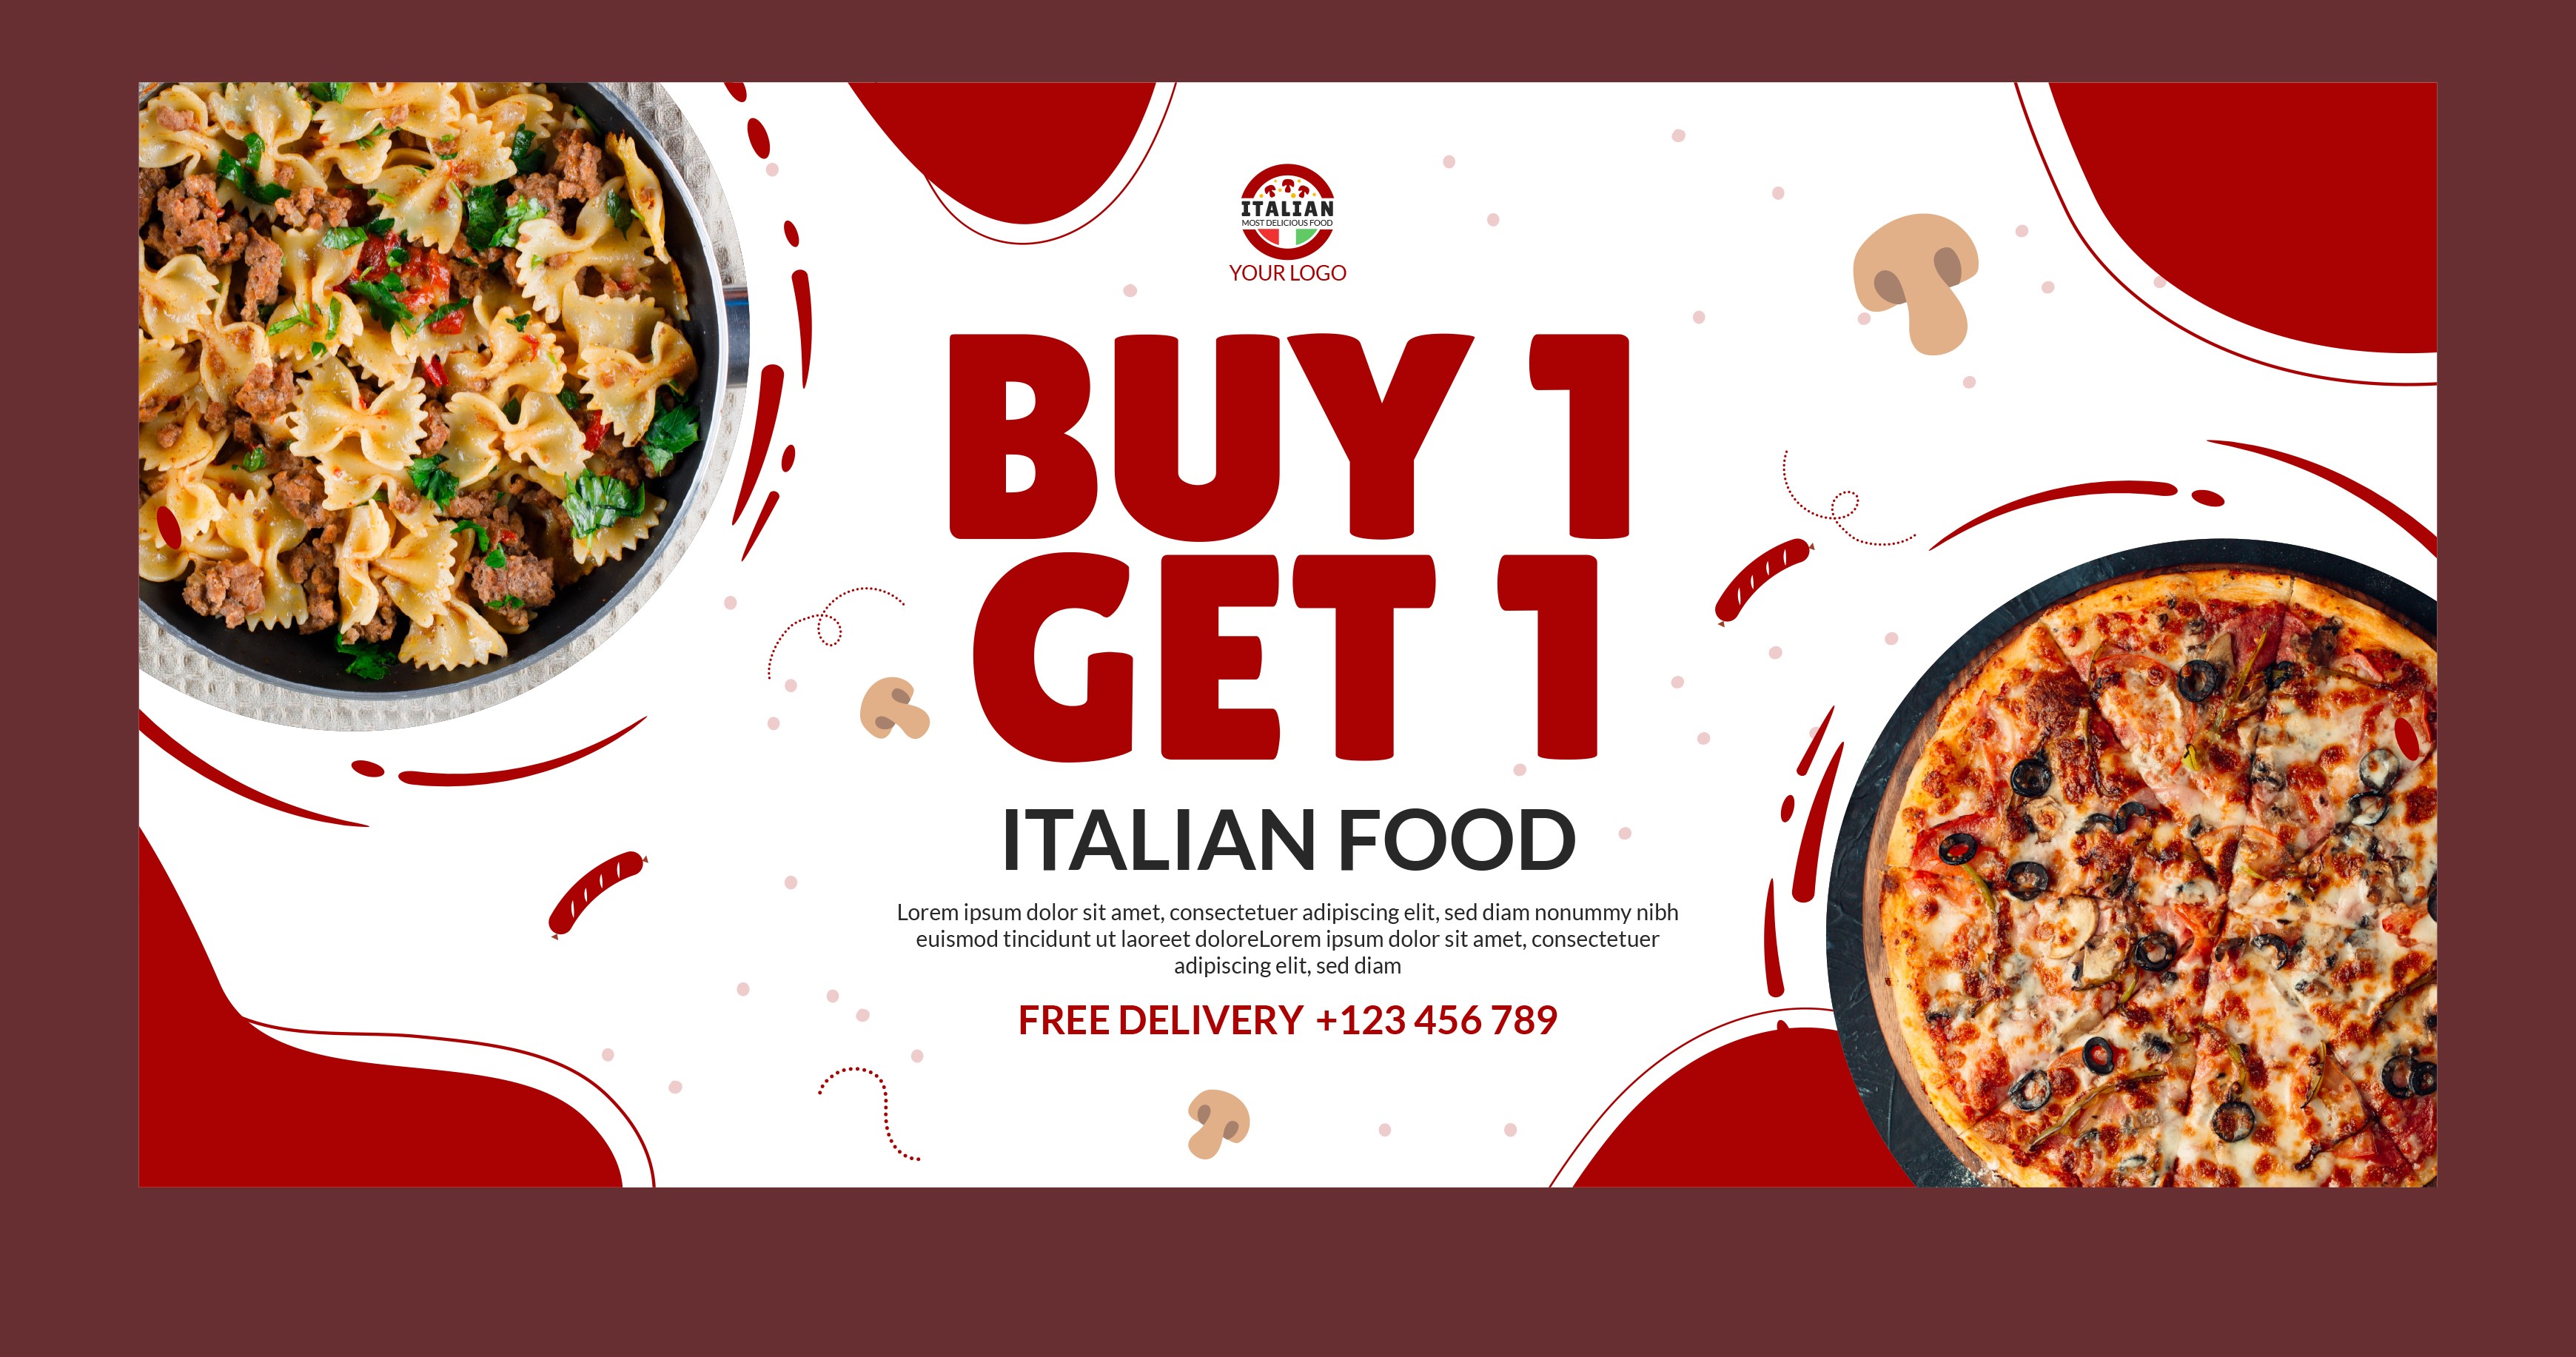 ITALIAN
MOST DELICIOUS FOOD
YOUR LOGO
BUY 1
GET 1
ITALIAN FOOD
Lorem ipsum dolor sit amet, consectetuer adipiscing elit, sed diam nonummy nibh
euismod tincidunt ut laoreet doloreLorem ipsum dolor sit amet, consectetuer
adipiscing elit, sed diam
FREE DELIVERY +123 456 789